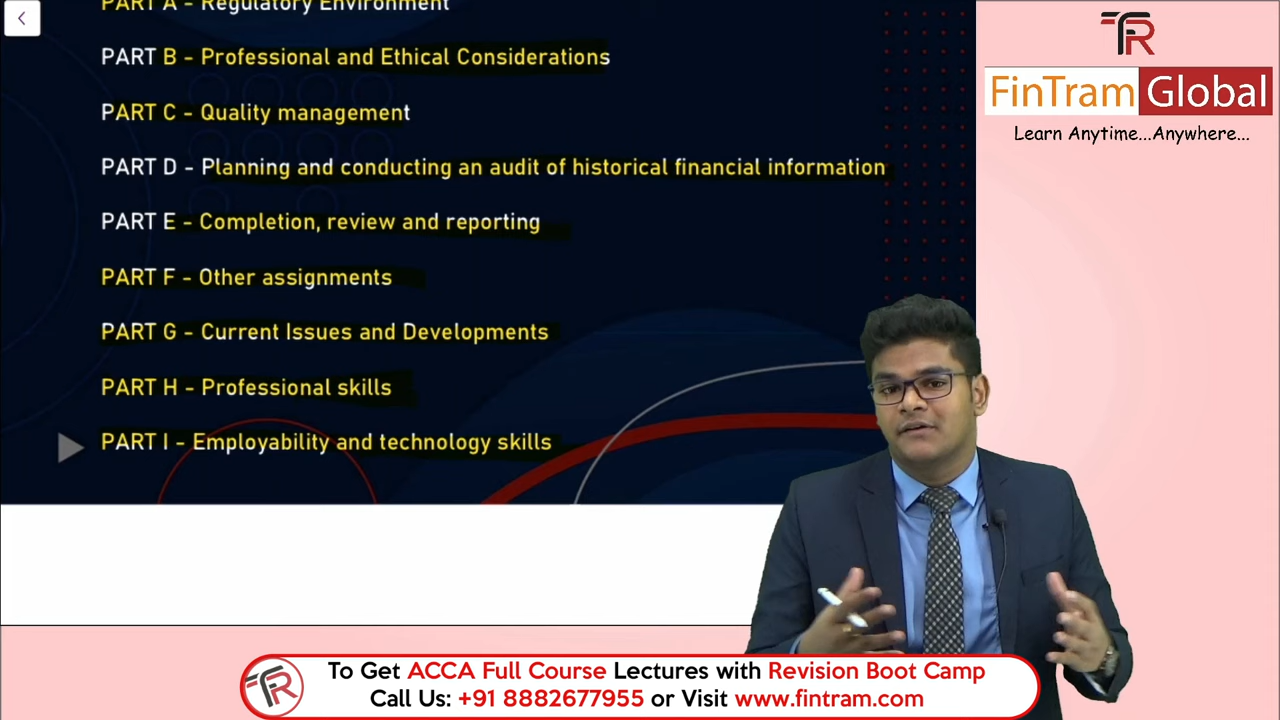 PART A - Regulatory Environment
PART B - Professional and Ethical Considerations
PART C - Quality management
PART D - Planning and conducting an audit of historical financial information
PART E - Completion, review and reporting
PART F - Other assignments
PART G - Current Issues and Developments
PART H - Professional skills
PART I - Employability and technology skills
FinTram Global
Learn Anytime...Anywhere...
To Get ACCA Full Course Lectures with Revision Boot Camp
Call Us: +91 8882677955 or Visit www.fintram.com